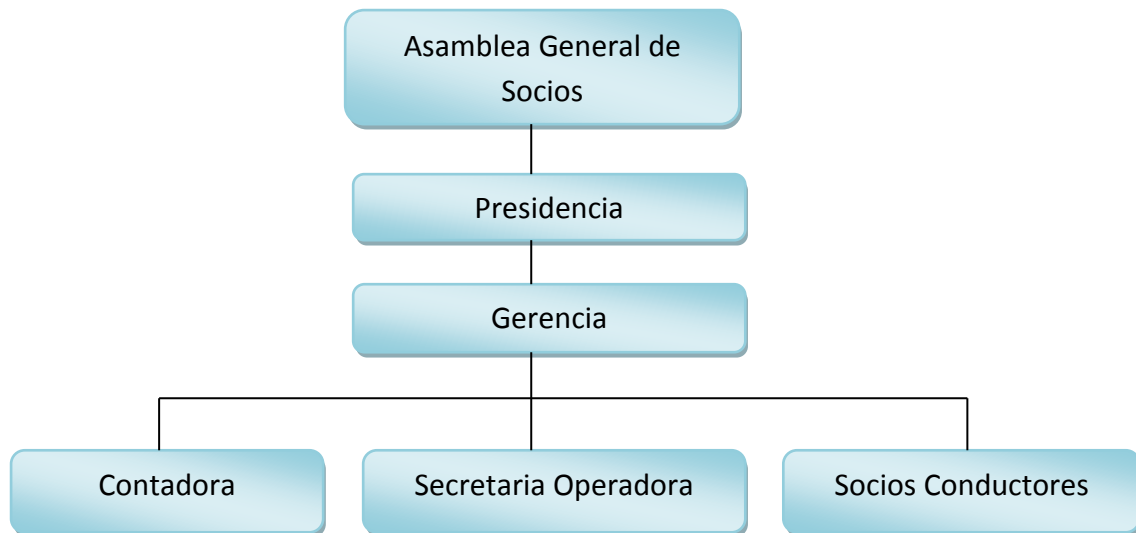 Asamblea General de
Socios
Presidencia
Gerencia
Contadora
Secretaria Operadora
Socios Conductores